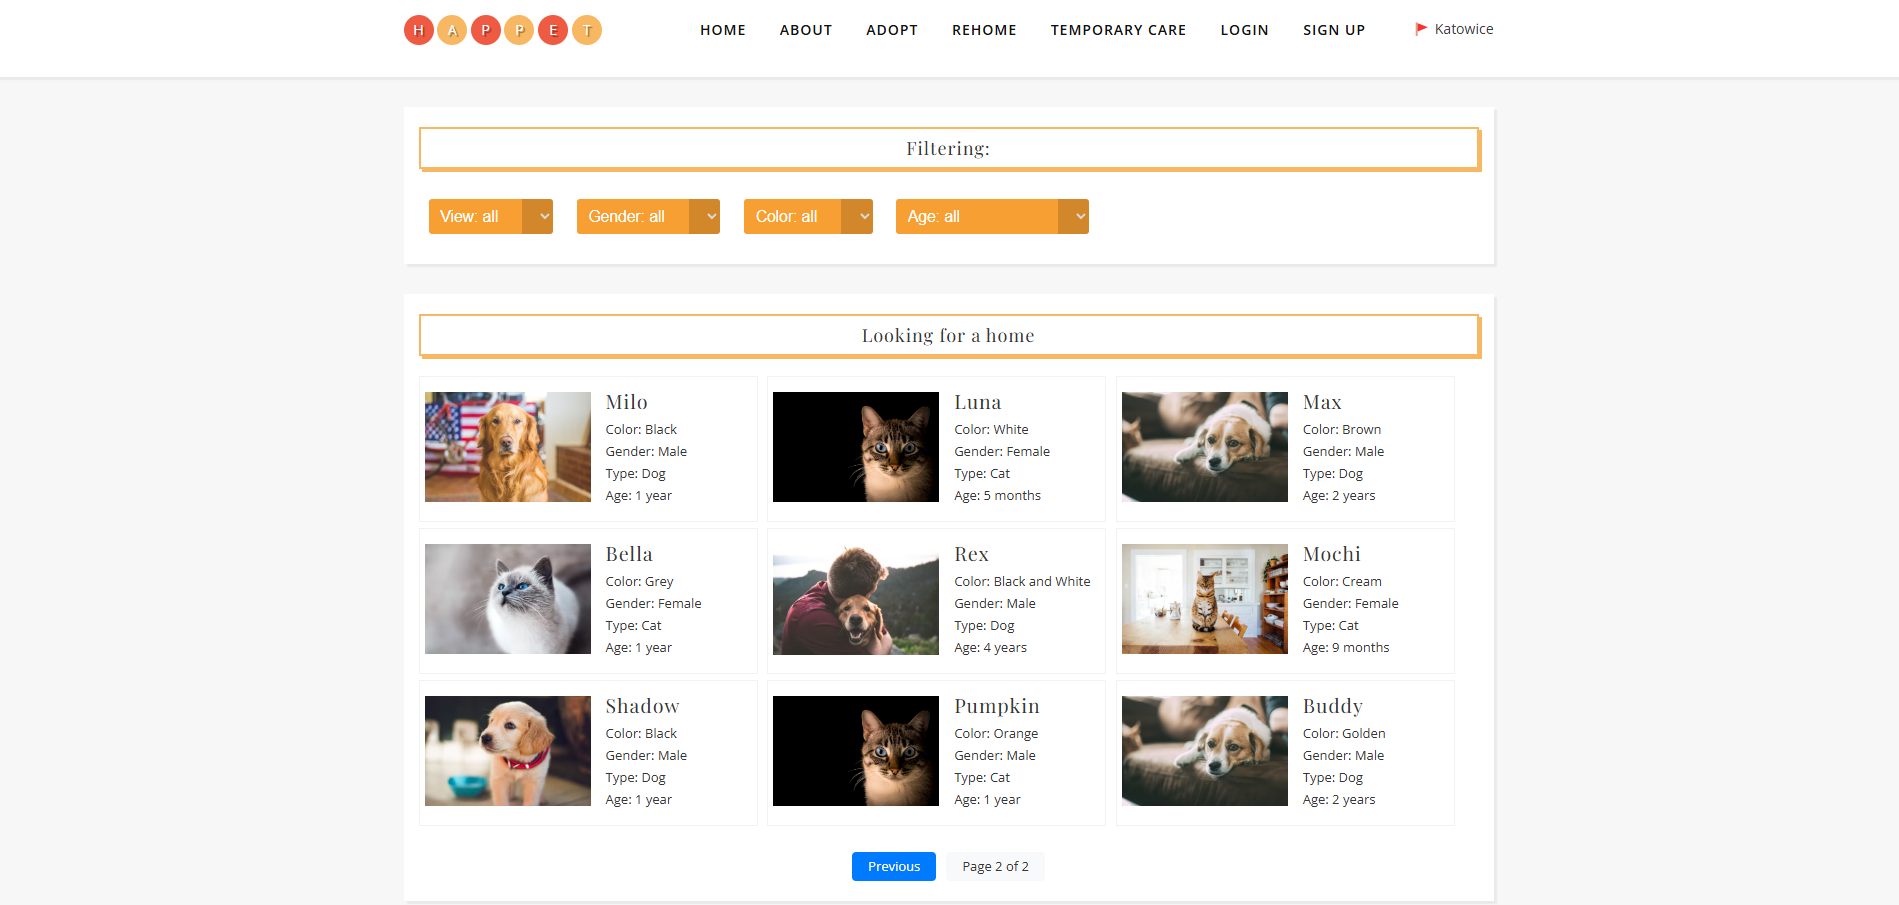 HAPPET
HOME ABOUT ADOPT REHOME TEMPORARY CARE LOGIN SIGN UP Katowice
Filtering:
View: all Gender: all Color: all Age: all
Looking for a home
Milo
Color: Black
Gender: Male
Type: Dog
Age: 1 year
Luna
Color: White
Gender: Female
Type: Cat
Age: 5 months
Max
Color: Brown
Gender: Male
Type: Dog
Age: 2 years
Bella
Color: Grey
Gender: Female
Type: Cat
Age: 1 year
Rex
Color: Black and White
Gender: Male
Type: Dog
Age: 4 years
Mochi
Color: Cream
Gender: Female
Type: Cat
Age: 9 months
Shadow
Color: Black
Gender: Male
Type: Dog
Age: 1 year
Pumpkin
Color: Orange
Gender: Male
Type: Cat
Age: 1 year
Buddy
Color: Golden
Gender: Male
Type: Dog
Age: 2 years
Previous Page 2 of 2